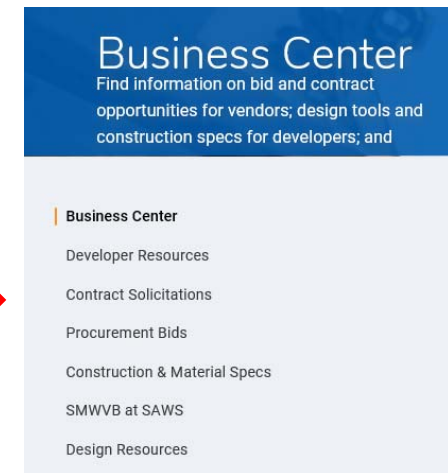 Business Center
Find information on bid and contract
opportunities for vendors; design tools and
construction specs for developers; and
Business Center
Developer Resources
Contract Solicitations
Procurement Bids
Construction & Material Specs
SMWVB at SAWS
Design Resources